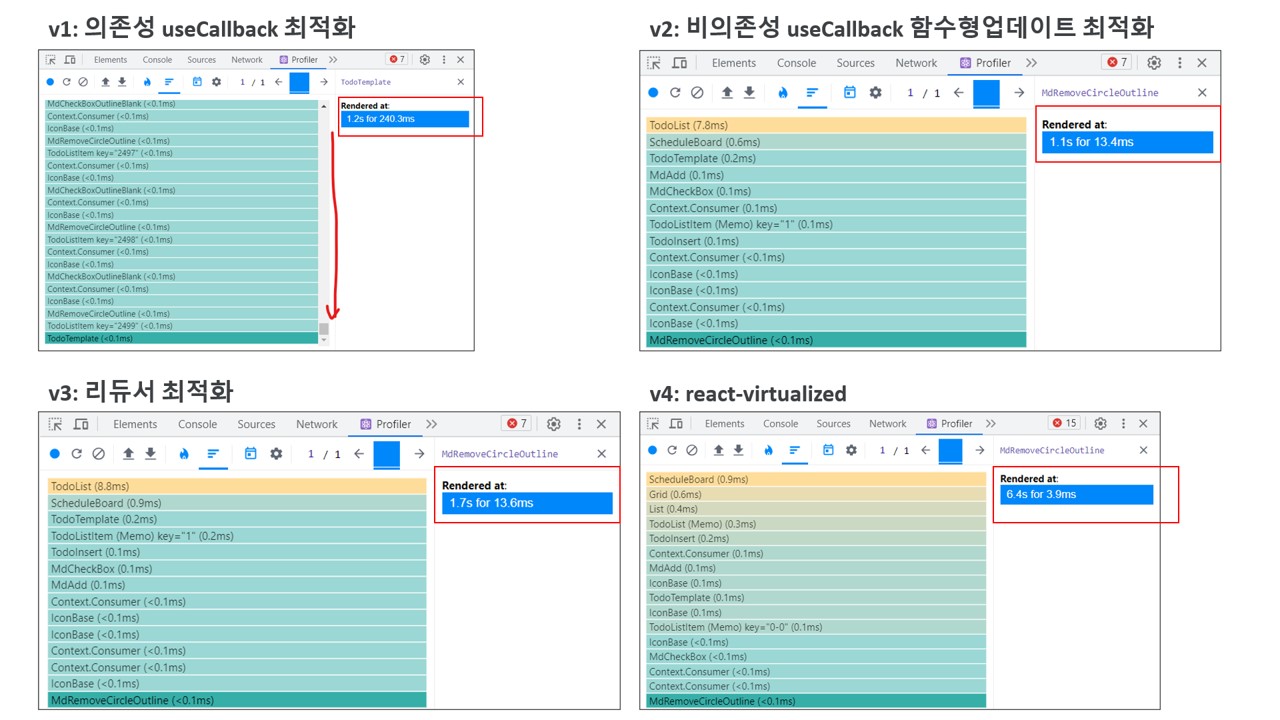 v1: 의존성 useCallback 최적화
Elements Console Sources Network Profiler 7
1 / 1 TodoTemplate
MdCheckBoxOutlineBlank (<0.1ms)
Context.Consumer (<0.1ms)
IconBase (<0.1ms)
MdRemoveCircleOutline (<0.1ms)
TodoListItem key="2497" (<0.1ms)
Context.Consumer (<0.1ms)
IconBase (<0.1ms)
MdCheckBoxOutlineBlank (<0.1ms)
Context.Consumer (<0.1ms)
IconBase (<0.1ms)
MdRemoveCircleOutline (<0.1ms)
TodoListItem key="2498" (<0.1ms)
Context.Consumer (<0.1ms)
IconBase (<0.1ms)
MdCheckBoxOutlineBlank (<0.1ms)
Context.Consumer (<0.1ms)
IconBase (<0.1ms)
MdRemoveCircleOutline (<0.1ms)
TodoListItem key="2499" (<0.1ms)
TodoTemplate (<0.1ms)
Rendered at:
1.2s for 240.3ms
v2: 비의존성 useCallback 함수형업데이트 최적화
Elements Console Sources Network Profiler 7
1 / 1 MdRemoveCircleOutline
TodoList (7.8ms)
ScheduleBoard (0.6ms)
TodoTemplate (0.2ms)
MdAdd (0.1ms)
MdCheckBox (0.1ms)
Context.Consumer (0.1ms)
TodoListItem (Memo) key="1" (0.1ms)
TodoInsert (0.1ms)
Context.Consumer (<0.1ms)
IconBase (<0.1ms)
IconBase (<0.1ms)
Context.Consumer (<0.1ms)
IconBase (<0.1ms)
MdRemoveCircleOutline (<0.1ms)
Rendered at:
1.1s for 13.4ms
v3: 리듀서 최적화
Elements Console Sources Network Profiler 7
1 / 1 MdRemoveCircleOutline
TodoList (8.8ms)
ScheduleBoard (0.9ms)
TodoTemplate (0.2ms)
TodoListItem (Memo) key="1" (0.2ms)
TodoInsert (0.1ms)
MdCheckBox (0.1ms)
MdAdd (0.1ms)
Context.Consumer (<0.1ms)
IconBase (<0.1ms)
IconBase (<0.1ms)
Context.Consumer (<0.1ms)
Context.Consumer (<0.1ms)
IconBase (<0.1ms)
MdRemoveCircleOutline (<0.1ms)
Rendered at:
1.7s for 13.6ms
v4: react-virtualized
Elements Console Sources Network Profiler 15
1 / 1 MdRemoveCircleOutline
ScheduleBoard (0.9ms)
Grid (0.6ms)
List (0.4ms)
TodoList (Memo) (0.3ms)
TodoInsert (0.2ms)
Context.Consumer (0.1ms)
MdAdd (0.1ms)
IconBase (0.1ms)
TodoTemplate (0.1ms)
IconBase (0.1ms)
TodoListItem (Memo) key="0-0" (0.1ms)
IconBase (<0.1ms)
MdCheckBox (<0.1ms)
Context.Consumer (<0.1ms)
Context.Consumer (<0.1ms)
MdRemoveCircleOutline (<0.1ms)
Rendered at:
6.4s for 3.9ms